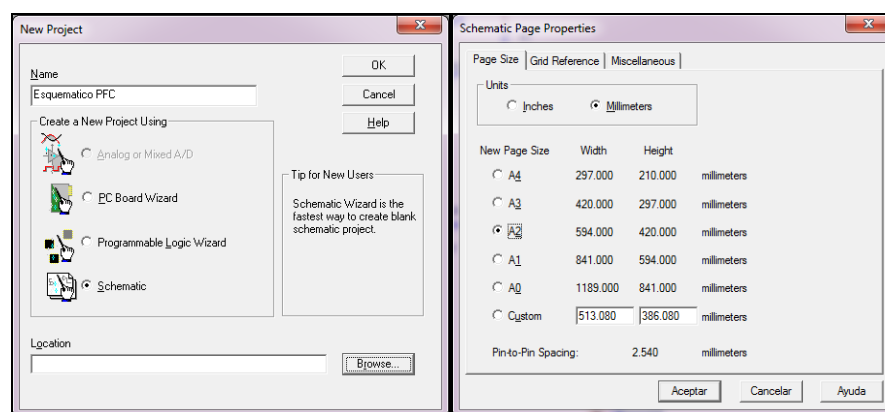 New Project
Name
Esquematico PFC
OK
Cancel
Help
Create a New Project Using
Analog or Mixed A/D
PC Board Wizard
Programmable Logic Wizard
Schematic
Tip for New Users
Schematic Wizard is the
fastest way to create blank
schematic project.
Location
Browse...
Schematic Page Properties
Page Size Grid Reference Miscellaneous
Units
Inches Millimeters
New Page Size Width Height
A4 297.000 210.000 millimeters
A3 420.000 297.000 millimeters
A2 594.000 420.000 millimeters
A1 841.000 594.000 millimeters
A0 1189.000 841.000 millimeters
Custom 513.080 386.080 millimeters
Pin-to-Pin Spacing: 2.540 millimeters
Aceptar Cancelar Ayuda